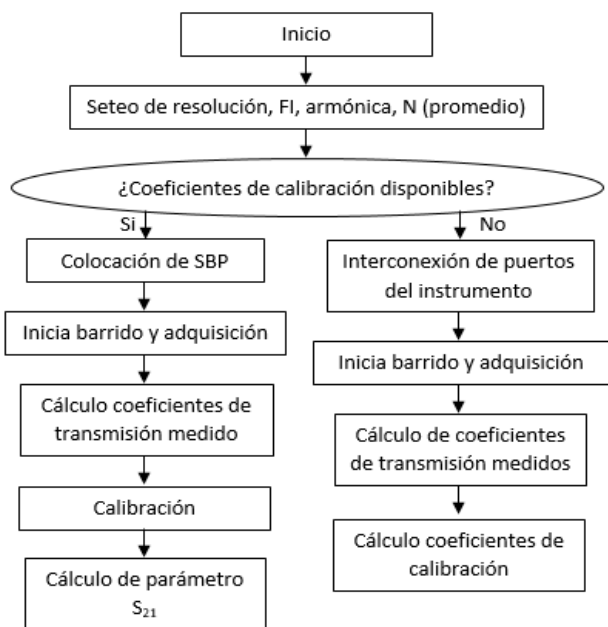 Inicio
Seteo de resolución, FI, armónica, N (promedio)
¿Coeficientes de calibración disponibles?
Si
No
Colocación de SBP
Inicia barrido y adquisición
Cálculo coeficientes de
transmisión medido
Calibración
Cálculo de parámetro
S₂₁
Interconexión de puertos
del instrumento
Inicia barrido y adquisición
Cálculo de coeficientes
de transmisión medidos
Cálculo coeficientes de
calibración